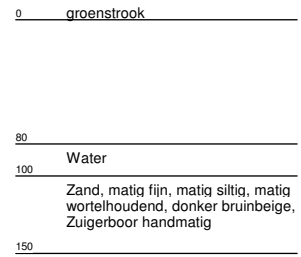 0
groenstrook
80
Water
100
Zand, matig fijn, matig siltig, matig
wortelhoudend, donker bruinbeige,
Zuigerboor handmatig
150